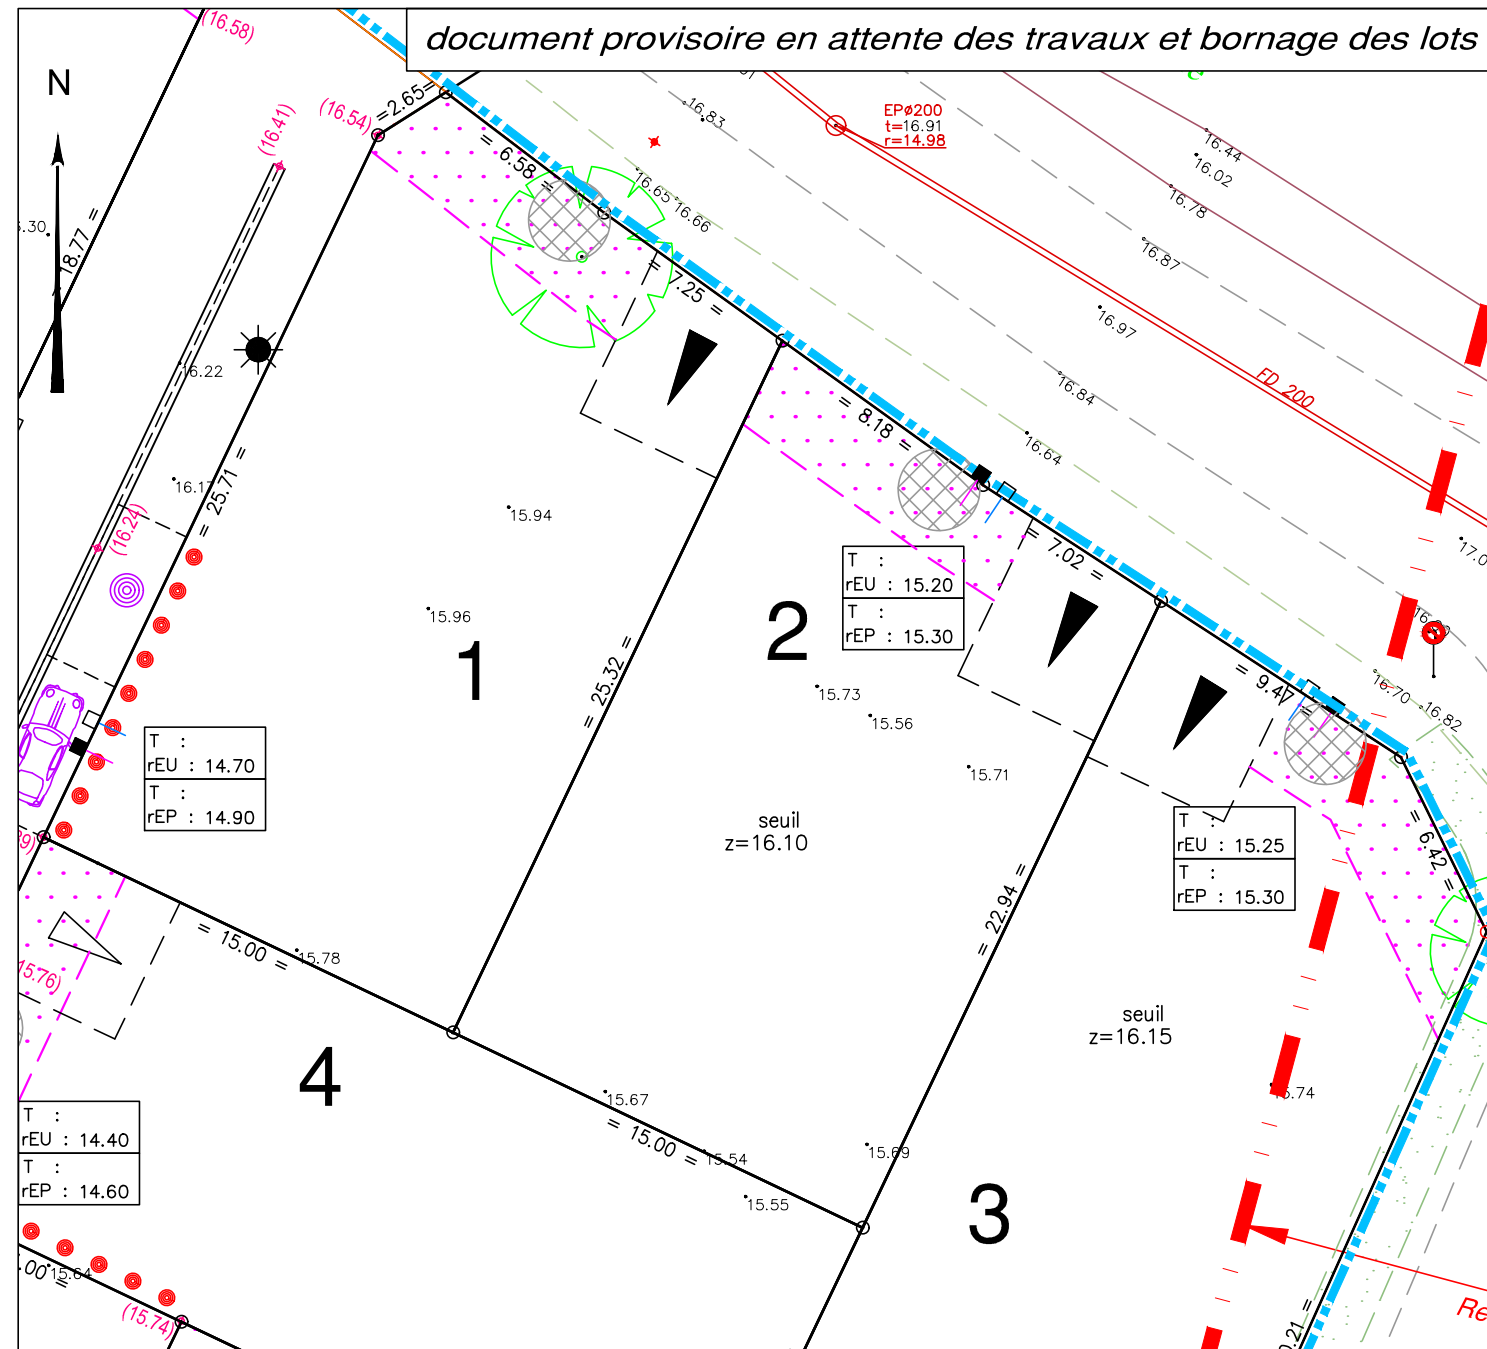 document provisoire en attente des travaux et bornage des lots
N
(16.58)
(16.41)
(16.54)
=2.65=
= 6.58 =
= 7.25 =
= 18.77 =
16.83
EPø200
t=16.91
r=14.98
16.44
16.02
16.78
16.65
16.66
16.87
16.97
16.84
16.64
FD 200
16.22
= 25.71 =
(16.24)
15.94
15.96
= 8.18 =
= 7.02 =
= 9.47 =
= 6.42 =
16.70
16.82
1
2
3
4
T :
rEU : 15.20
T :
rEP : 15.30
15.73
15.56
15.71
= 25.32 =
seuil
z=16.10
T :
rEU : 14.70
T :
rEP : 14.90
T :
rEU : 15.25
T :
rEP : 15.30
= 22.94 =
= 15.00 =
15.78
15.76)
seuil
z=16.15
15.67
= 15.00 =
15.54
15.55
15.69
T :
rEU : 14.40
T :
rEP : 14.60
15.64
(15.74)